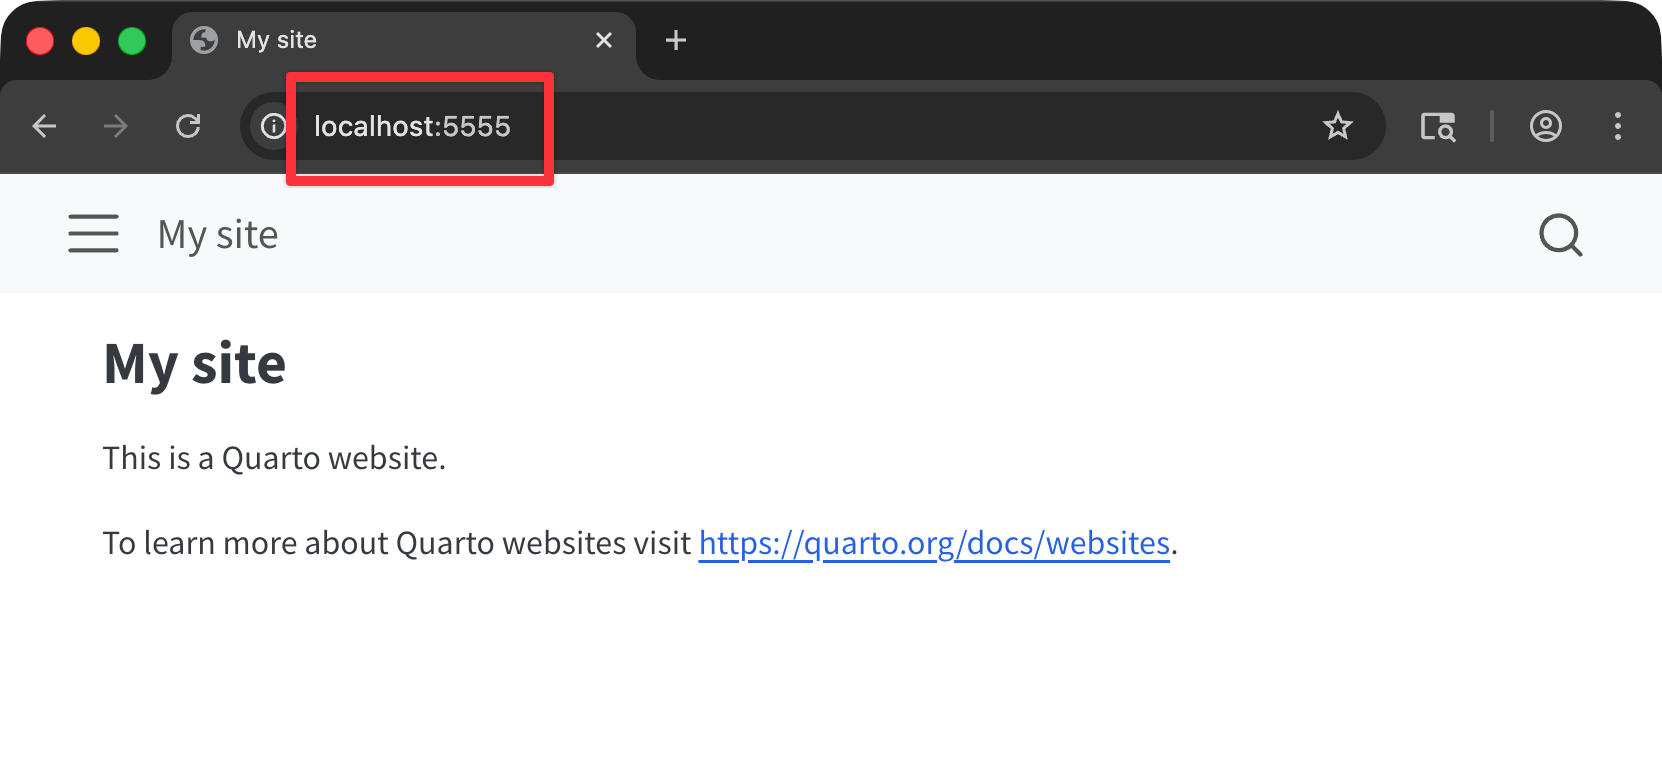 My site
localhost:5555
My site
My site
This is a Quarto website.
To learn more about Quarto websites visit https://quarto.org/docs/websites.